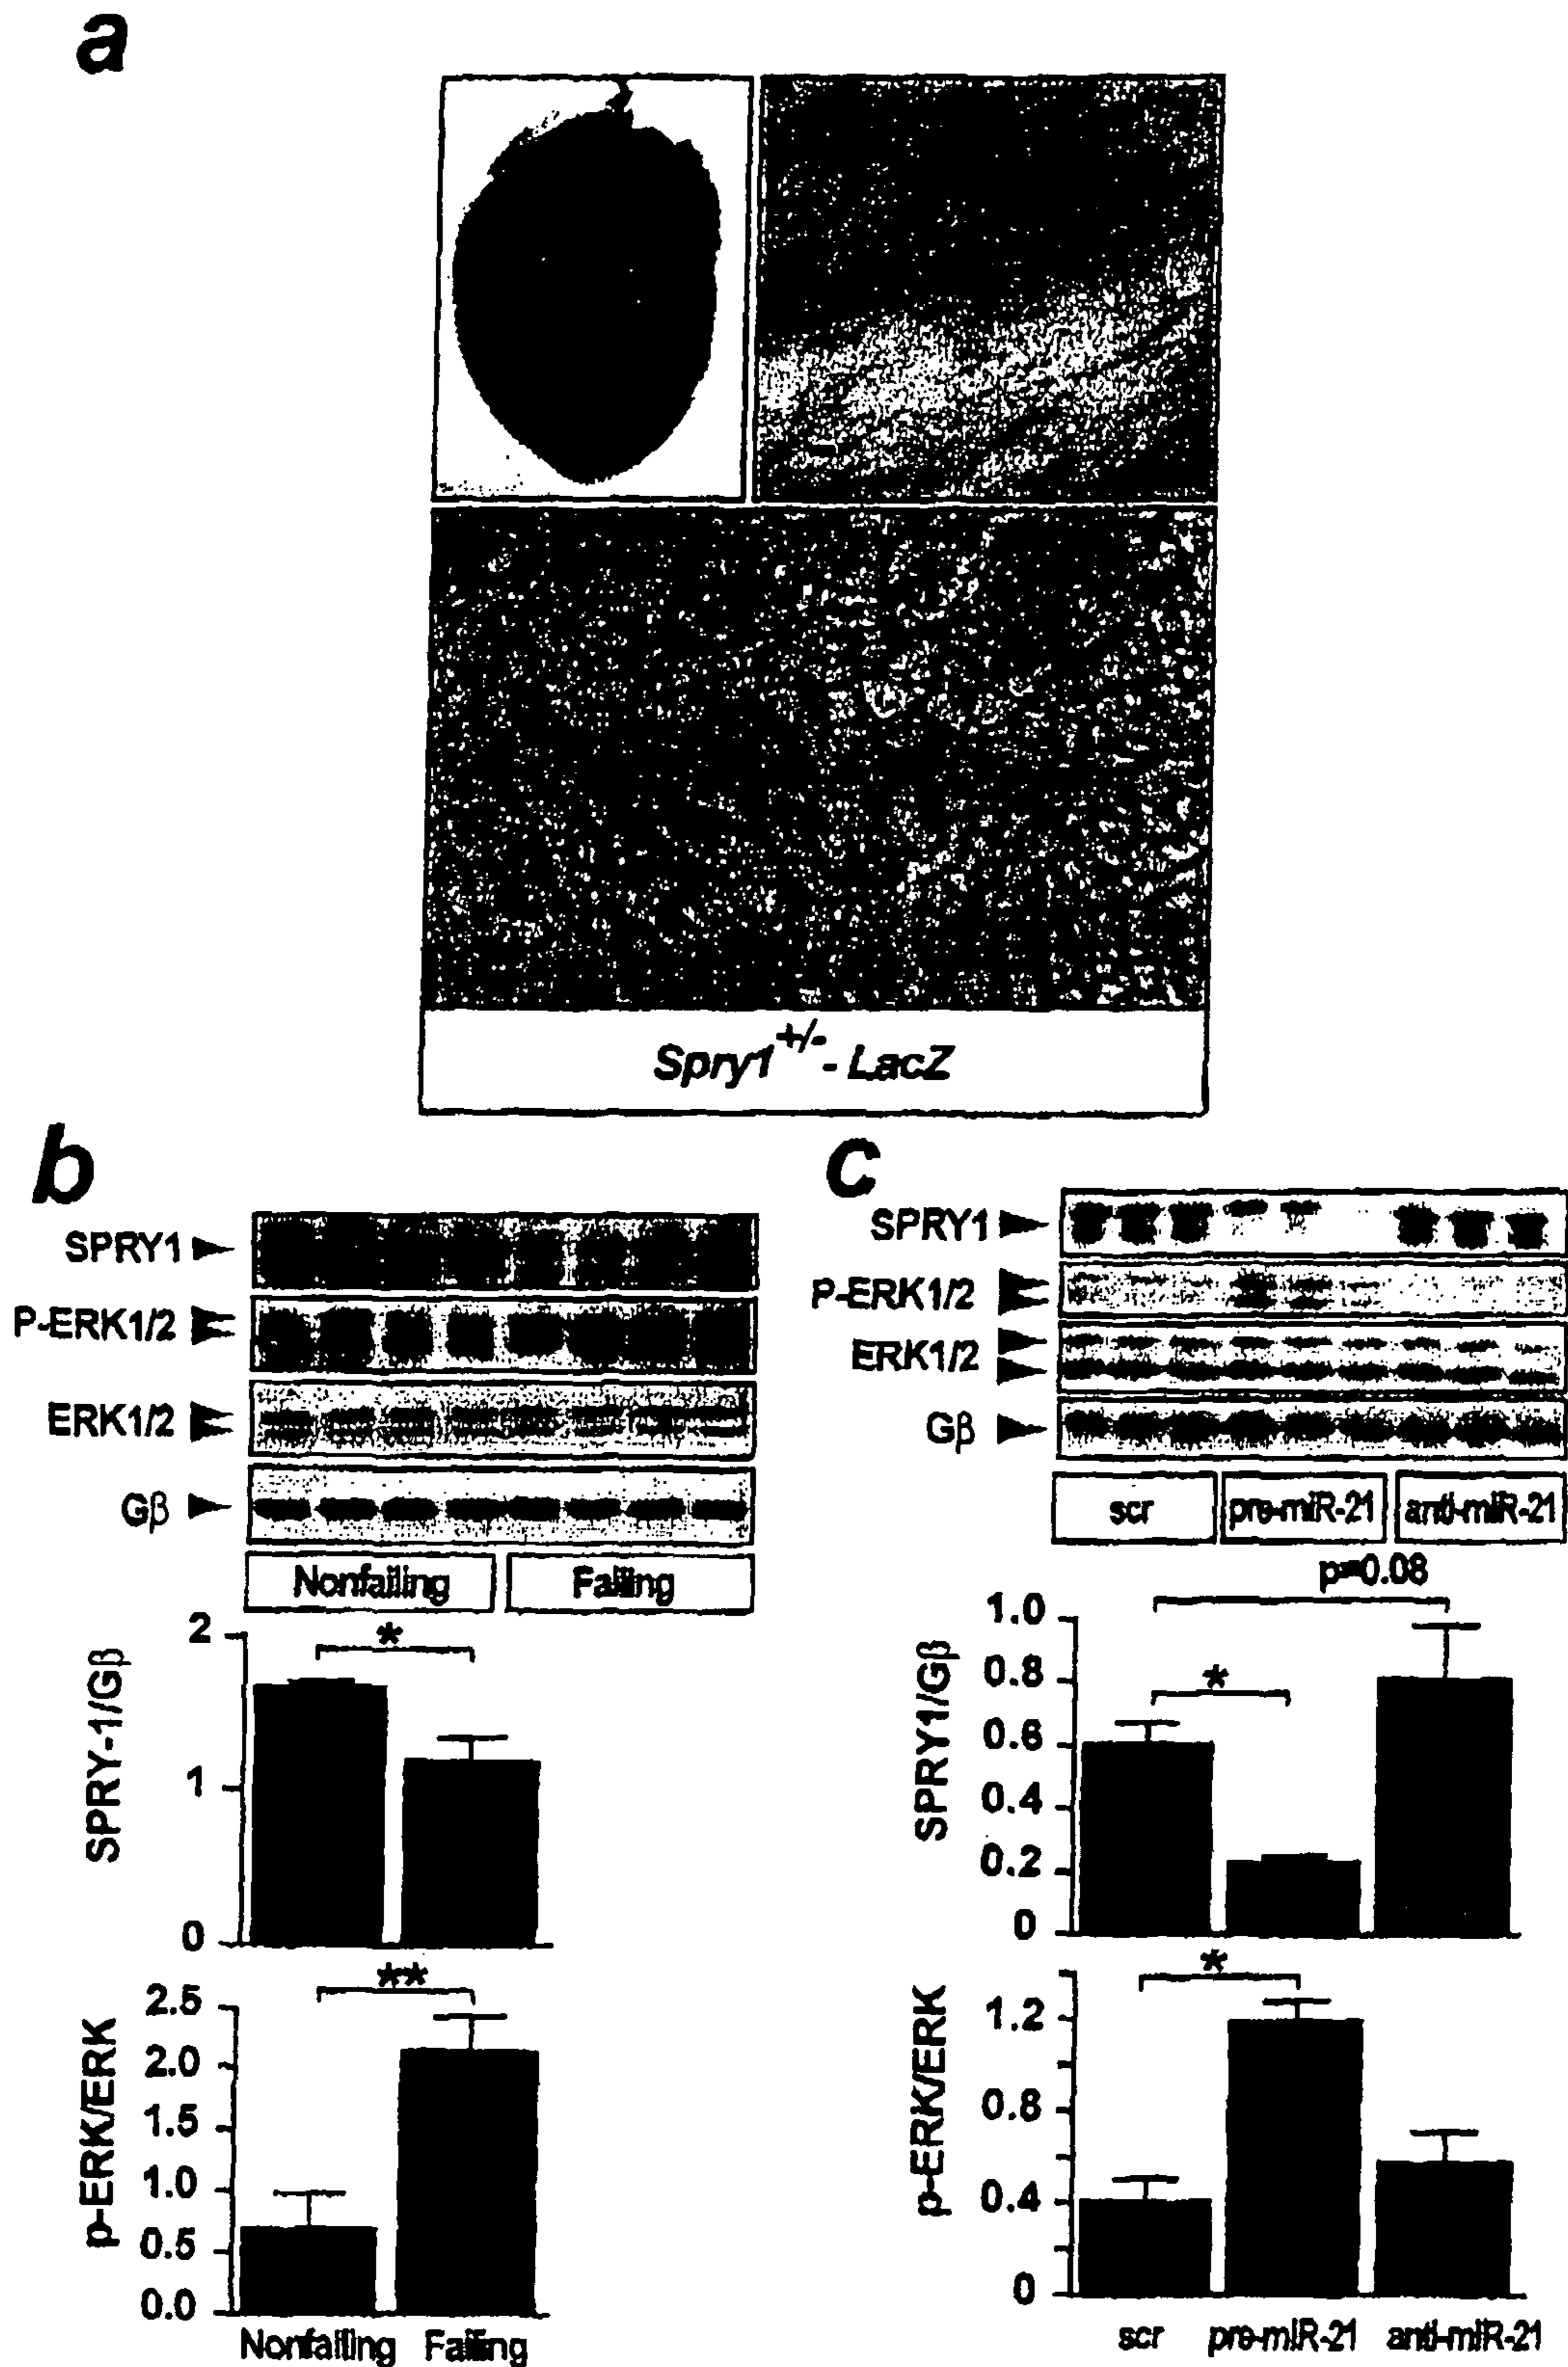 a
Spry1+/-- LacZ
b
SPRY1
P-ERK1/2
ERK1/2
Gβ
Nonfailing Failing
2
1
0
SPRY-1/Gβ
*
2.5
2.0
1.5
1.0
0.5
0.0
p-ERK/ERK
**
Nonfailing Failing
c
SPRY1
P-ERK1/2
ERK1/2
Gβ
scr pre-miR-21 anti-miR-21
p=0.08
1.0
0.8
0.6
0.4
0.2
0
SPRY1/Gβ
*
1.2
0.8
0.4
0
p-ERK/ERK
*
scr pre-miR-21 anti-miR-21